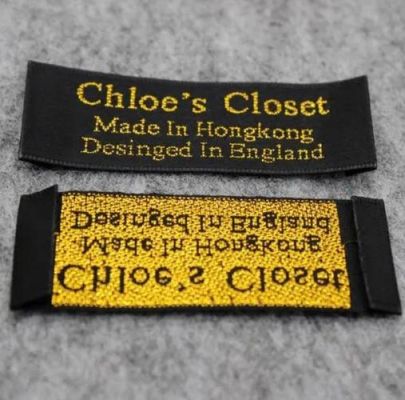 Chloe's Closet
Made In Hongkong
Desinged In England
Desinged In England
Made In Hongkong
Chloe's Closet